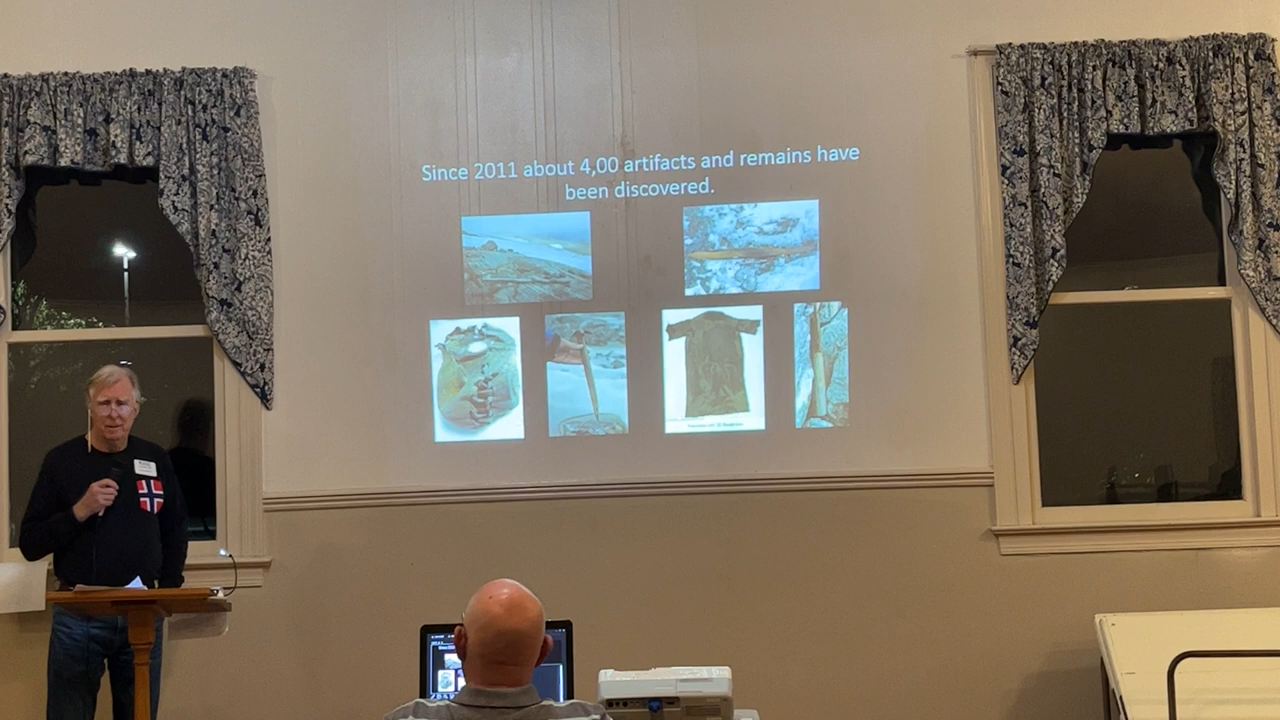 Since 2011 about 4,00 artifacts and remains have
been discovered.